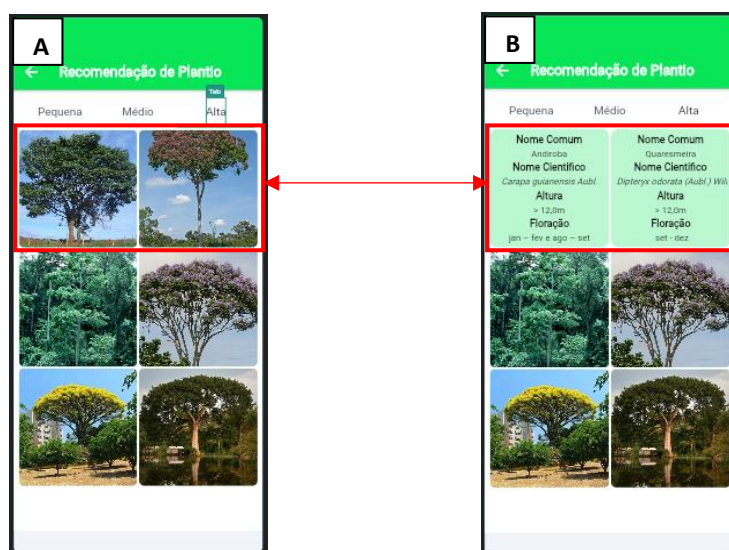 A
Recomendação de Plantio
Tab
Pequena Médio Alta
B
Recomendação de Plantio
Pequena Médio Alta
Nome Comum
Andiroba
Nome Cientifico
Carapa guianensis Aubl.
Altura
> 12,0m
Floração
jan – fev e ago – set
Nome Comum
Quaresmeira
Nome Cientifico
Dipteryx odorata (Aubl.) Will
Altura
> 12,0m
Floração
set - dez